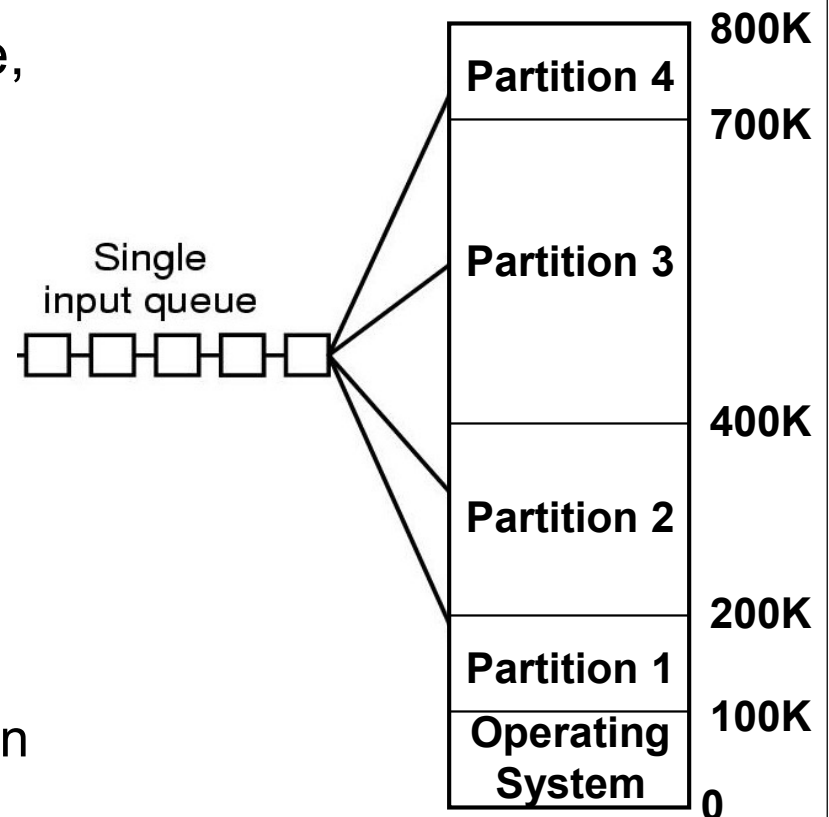 e,
Single
input queue
800K
Partition 4
700K
Partition 3
400K
Partition 2
200K
Partition 1
100K
Operating
System
0
n